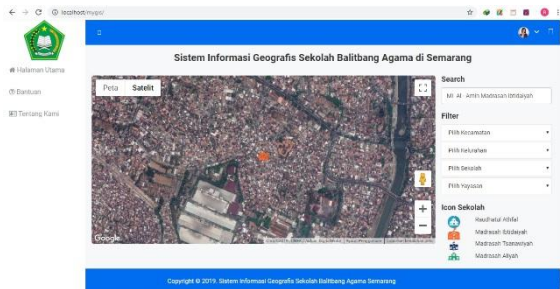 localhost/mygis/
Halaman Utama
Bantuan
Tentang Kami
Sistem Informasi Geografis Sekolah Balitbang Agama di Semarang
Peta Satelit
Google
Search
MI. Al - Amin Madrasah Ibtidaiyah
Filter
Pilih Kecamatan
Pilih Kelurahan
Pilih Sekolah
Pilih Yayasan
Icon Sekolah
Raudhatul Athfal
Madrasah Ibtidaiyah
Madrasah Tsanawiyah
Madrasah Aliyah
Copyright © 2019. Sistem Informasi Geografis Sekolah Balitbang Agama Semarang